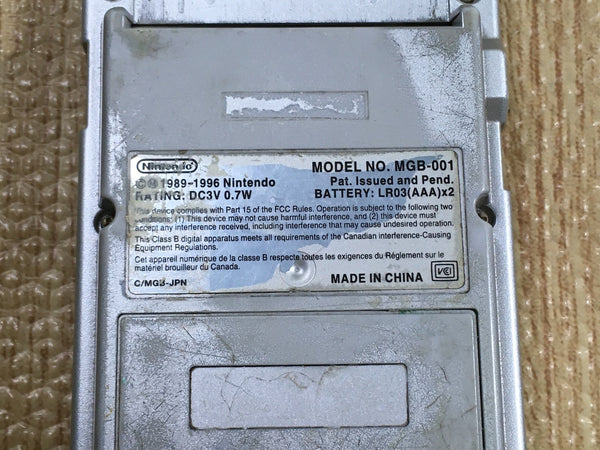 Nintendo
MODEL NO. MGB-001
©Ⓜ 1989-1996 Nintendo
Pat. Issued and Pend.
RATING: DC3V 0.7W
BATTERY: LR03(AAA)x2
This device complies with Part 15 of the FCC Rules. Operation is subject to the following two
conditions: (1) This device may not cause harmful interference, and (2) this device must
accept any interference received, including interference that may cause undesired operation.
This Class B digital apparatus meets all requirements of the Canadian Interference-Causing
Equipment Regulations.
Cet appareil numérique de la classe B respecte toutes les exigences du Réglement sur le
matériel brouilleur du Canada.
C/MGB-JPN
MADE IN CHINA
VCI